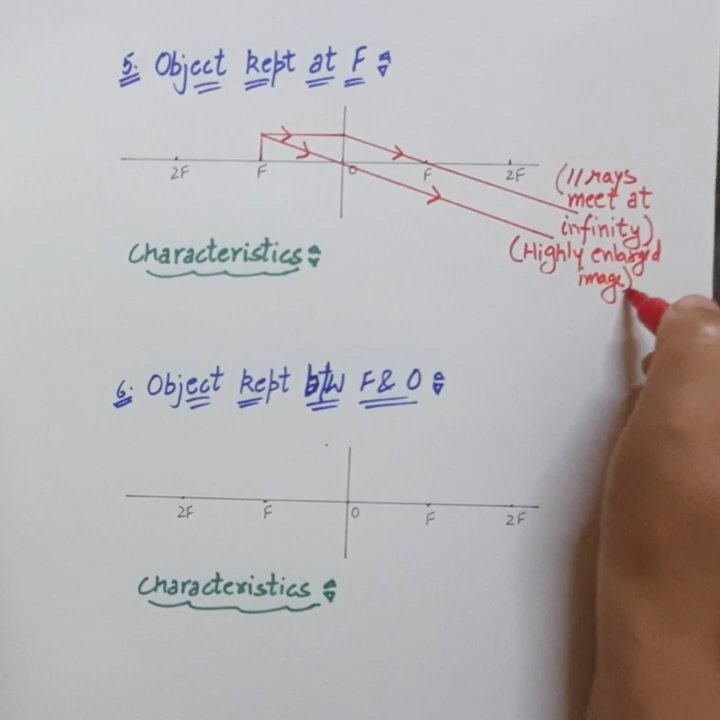 5. Object kept at F :
2F F O F 2F
(// rays
meet at
infinity)
(Highly enlarged
image)
Characteristics :
6. Object kept btw F & O :
2F F O F 2F
Characteristics :